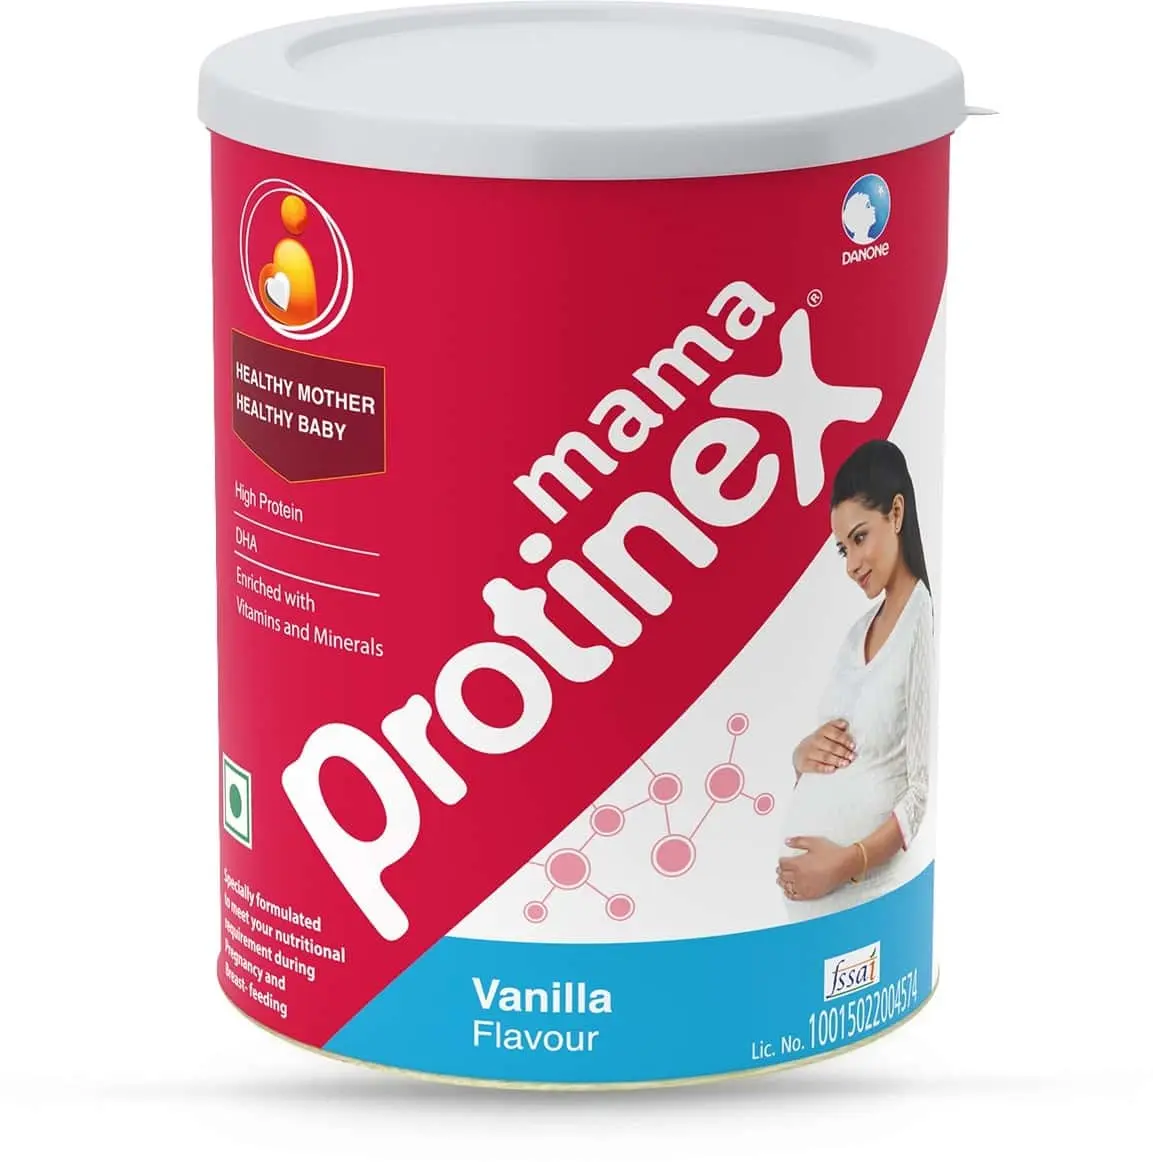 DANONE
mama
protinex®
HEALTHY MOTHER
HEALTHY BABY
High Protein
DHA
Enriched with
Vitamins and Minerals
Specially formulated
to meet your nutritional
requirement during
Pregnancy and
Breast-feeding
Vanilla
Flavour
fssai
Lic. No. 10015022004574